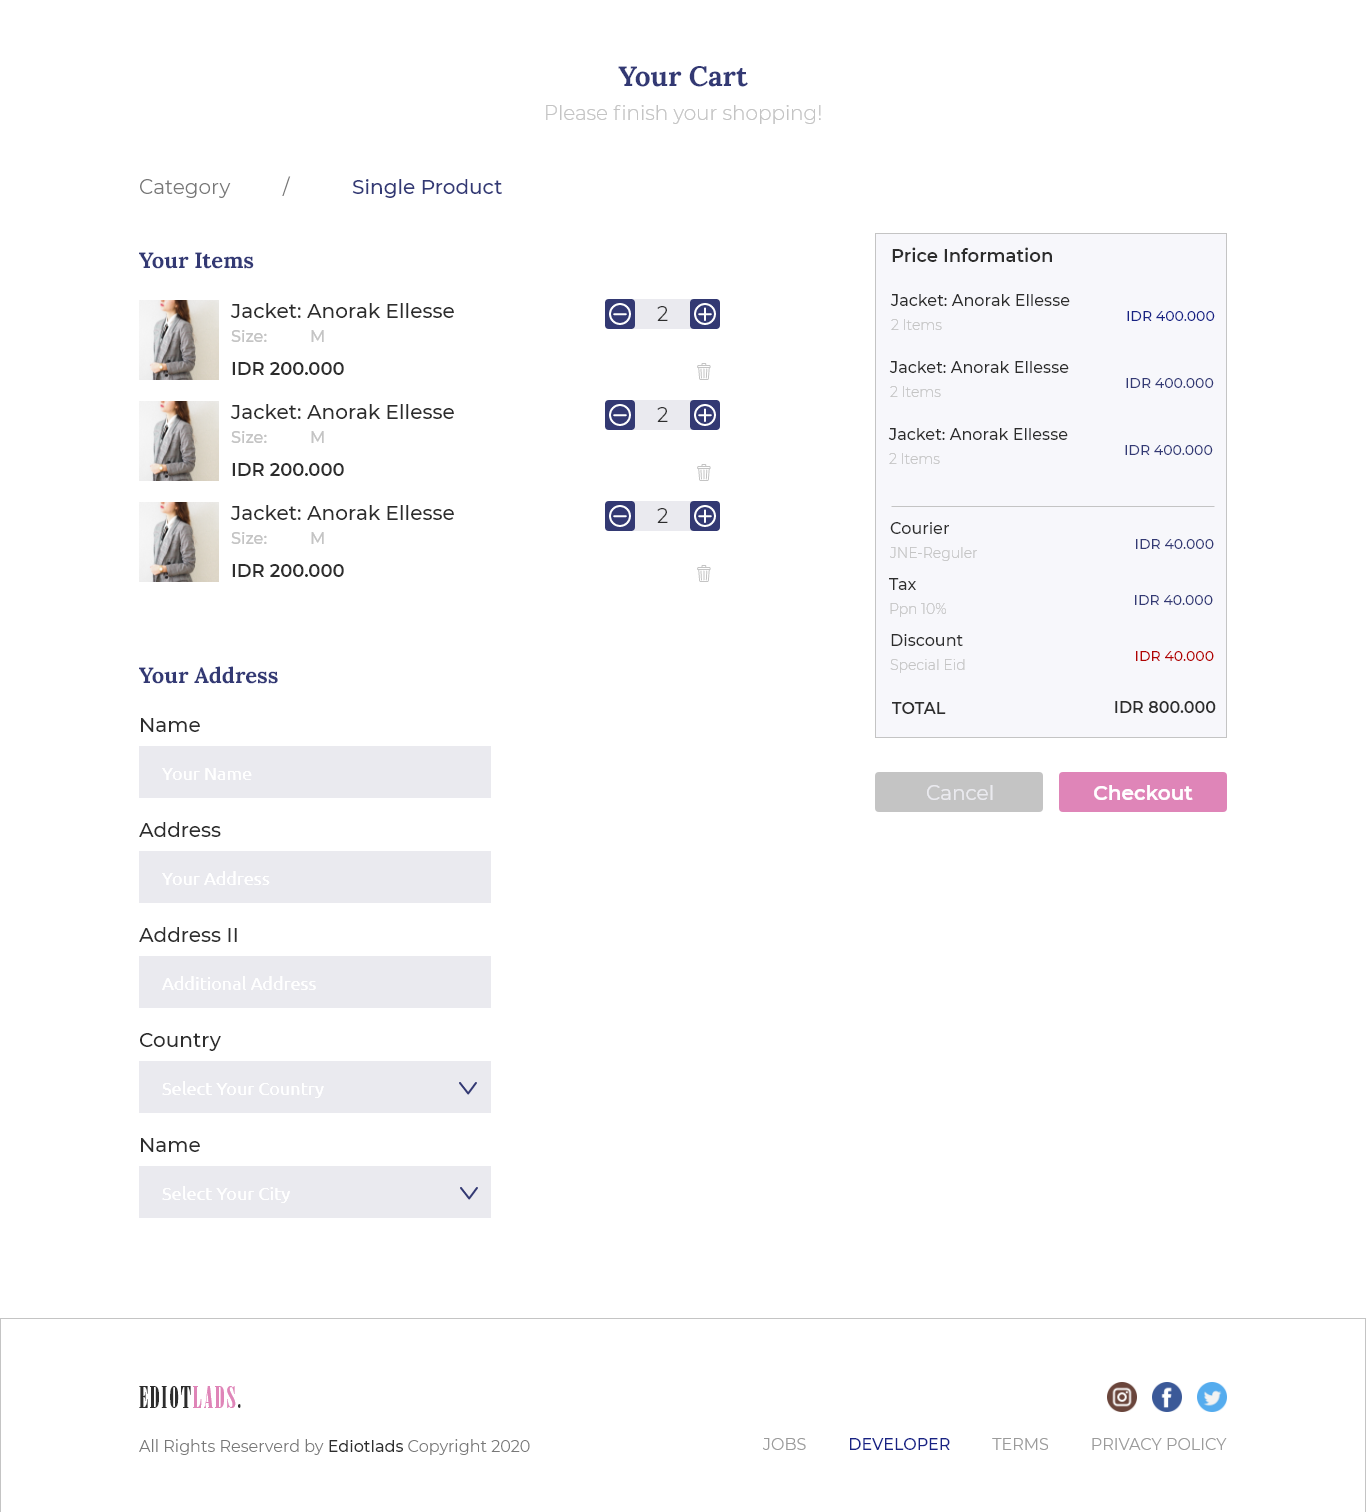 Your Cart
Please finish your shopping!
Category / Single Product
Your Items
Jacket: Anorak Ellesse
Size: M
IDR 200.000
2
Jacket: Anorak Ellesse
Size: M
IDR 200.000
2
Jacket: Anorak Ellesse
Size: M
IDR 200.000
2
Price Information
Jacket: Anorak Ellesse
2 Items
IDR 400.000
Jacket: Anorak Ellesse
2 Items
IDR 400.000
Jacket: Anorak Ellesse
2 Items
IDR 400.000
Courier
JNE-Reguler
IDR 40.000
Tax
Ppn 10%
IDR 40.000
Discount
Special Eid
IDR 40.000
TOTAL IDR 800.000
Cancel
Checkout
Your Address
Name
Your Name
Address
Your Address
Address II
Additional Address
Country
Select Your Country
Name
Select Your City
EDIOTLADS.
All Rights Reserverd by Ediotlads Copyright 2020
JOBS DEVELOPER TERMS PRIVACY POLICY